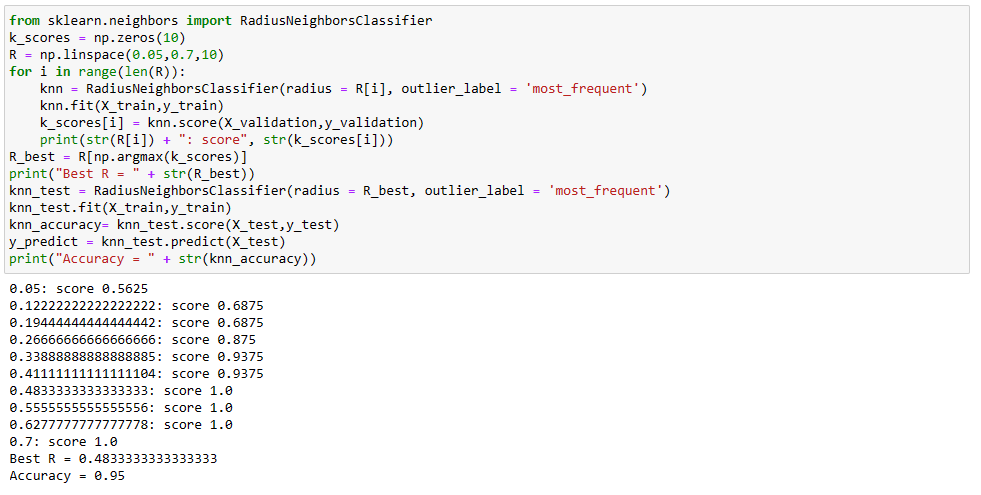 from sklearn.neighbors import RadiusNeighborsClassifier
k_scores = np.zeros(10)
R = np.linspace(0.05,0.7,10)
for i in range(len(R)):
    knn = RadiusNeighborsClassifier(radius = R[i], outlier_label = 'most_frequent')
    knn.fit(X_train,y_train)
    k_scores[i] = knn.score(X_validation,y_validation)
    print(str(R[i]) + ": score", str(k_scores[i]))
R_best = R[np.argmax(k_scores)]
print("Best R = " + str(R_best))
knn_test = RadiusNeighborsClassifier(radius = R_best, outlier_label = 'most_frequent')
knn_test.fit(X_train,y_train)
knn_accuracy= knn_test.score(X_test,y_test)
y_predict = knn_test.predict(X_test)
print("Accuracy = " + str(knn_accuracy))
0.05: score 0.5625
0.12222222222222222: score 0.6875
0.19444444444444442: score 0.6875
0.26666666666666666: score 0.875
0.33888888888888885: score 0.9375
0.41111111111111104: score 0.9375
0.4833333333333333: score 1.0
0.5555555555555556: score 1.0
0.6277777777777778: score 1.0
0.7: score 1.0
Best R = 0.4833333333333333
Accuracy = 0.95